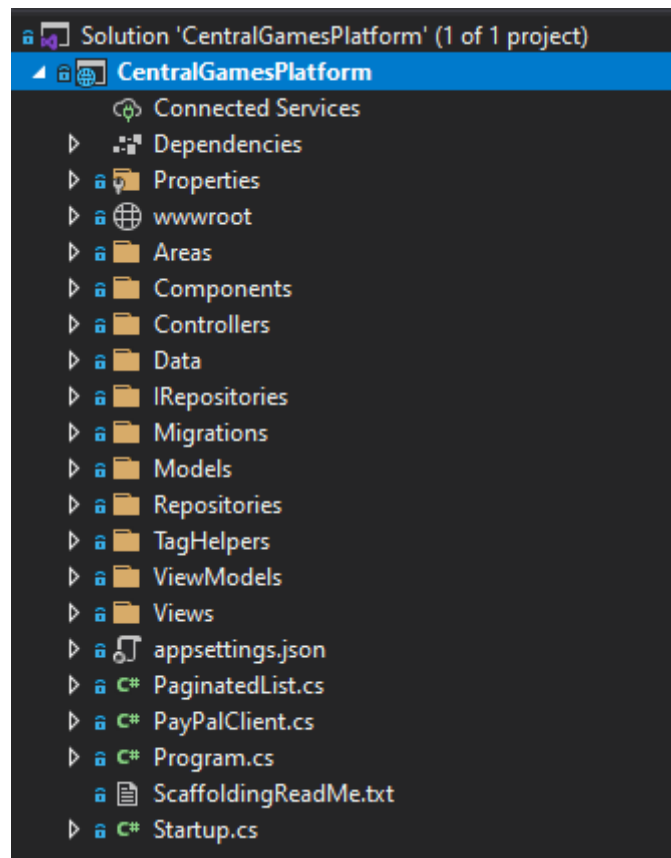 Solution 'CentralGamesPlatform' (1 of 1 project)
CentralGamesPlatform
Connected Services
Dependencies
Properties
wwwroot
Areas
Components
Controllers
Data
IRepositories
Migrations
Models
Repositories
TagHelpers
ViewModels
Views
appsettings.json
C# PaginatedList.cs
C# PayPalClient.cs
C# Program.cs
ScaffoldingReadMe.txt
C# Startup.cs